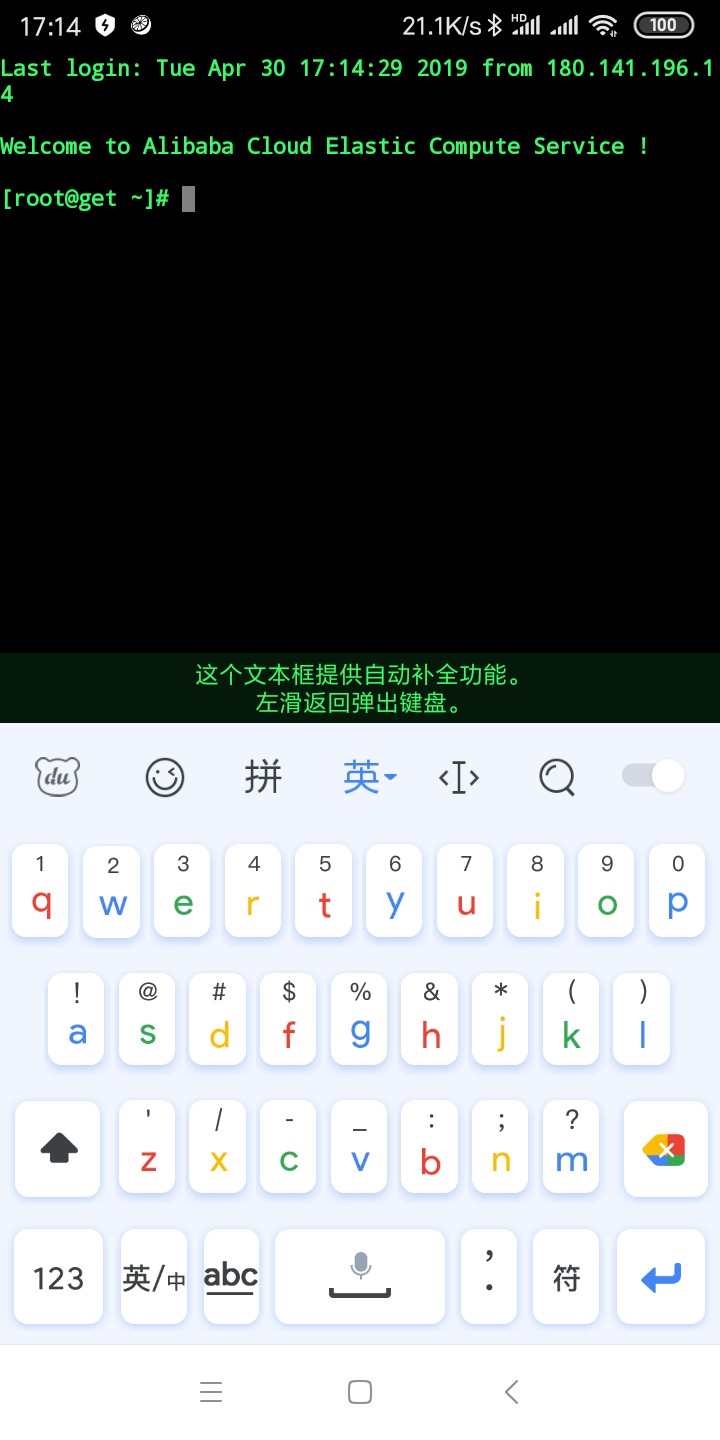 17:14 21.1K/s HD 100
Last login: Tue Apr 30 17:14:29 2019 from 180.141.196.1
4
Welcome to Alibaba Cloud Elastic Compute Service !
[root@get ~]#
这个文本框提供自动补全功能。
左滑返回弹出键盘。
du 拼 英
1 2 3 4 5 6 7 8 9 0
q w e r t y u i o p
! @ # $ % & * ( )
a s d f g h j k l
' / - _ : ; ?
z x c v b n m
123 英/中 abc , . 符